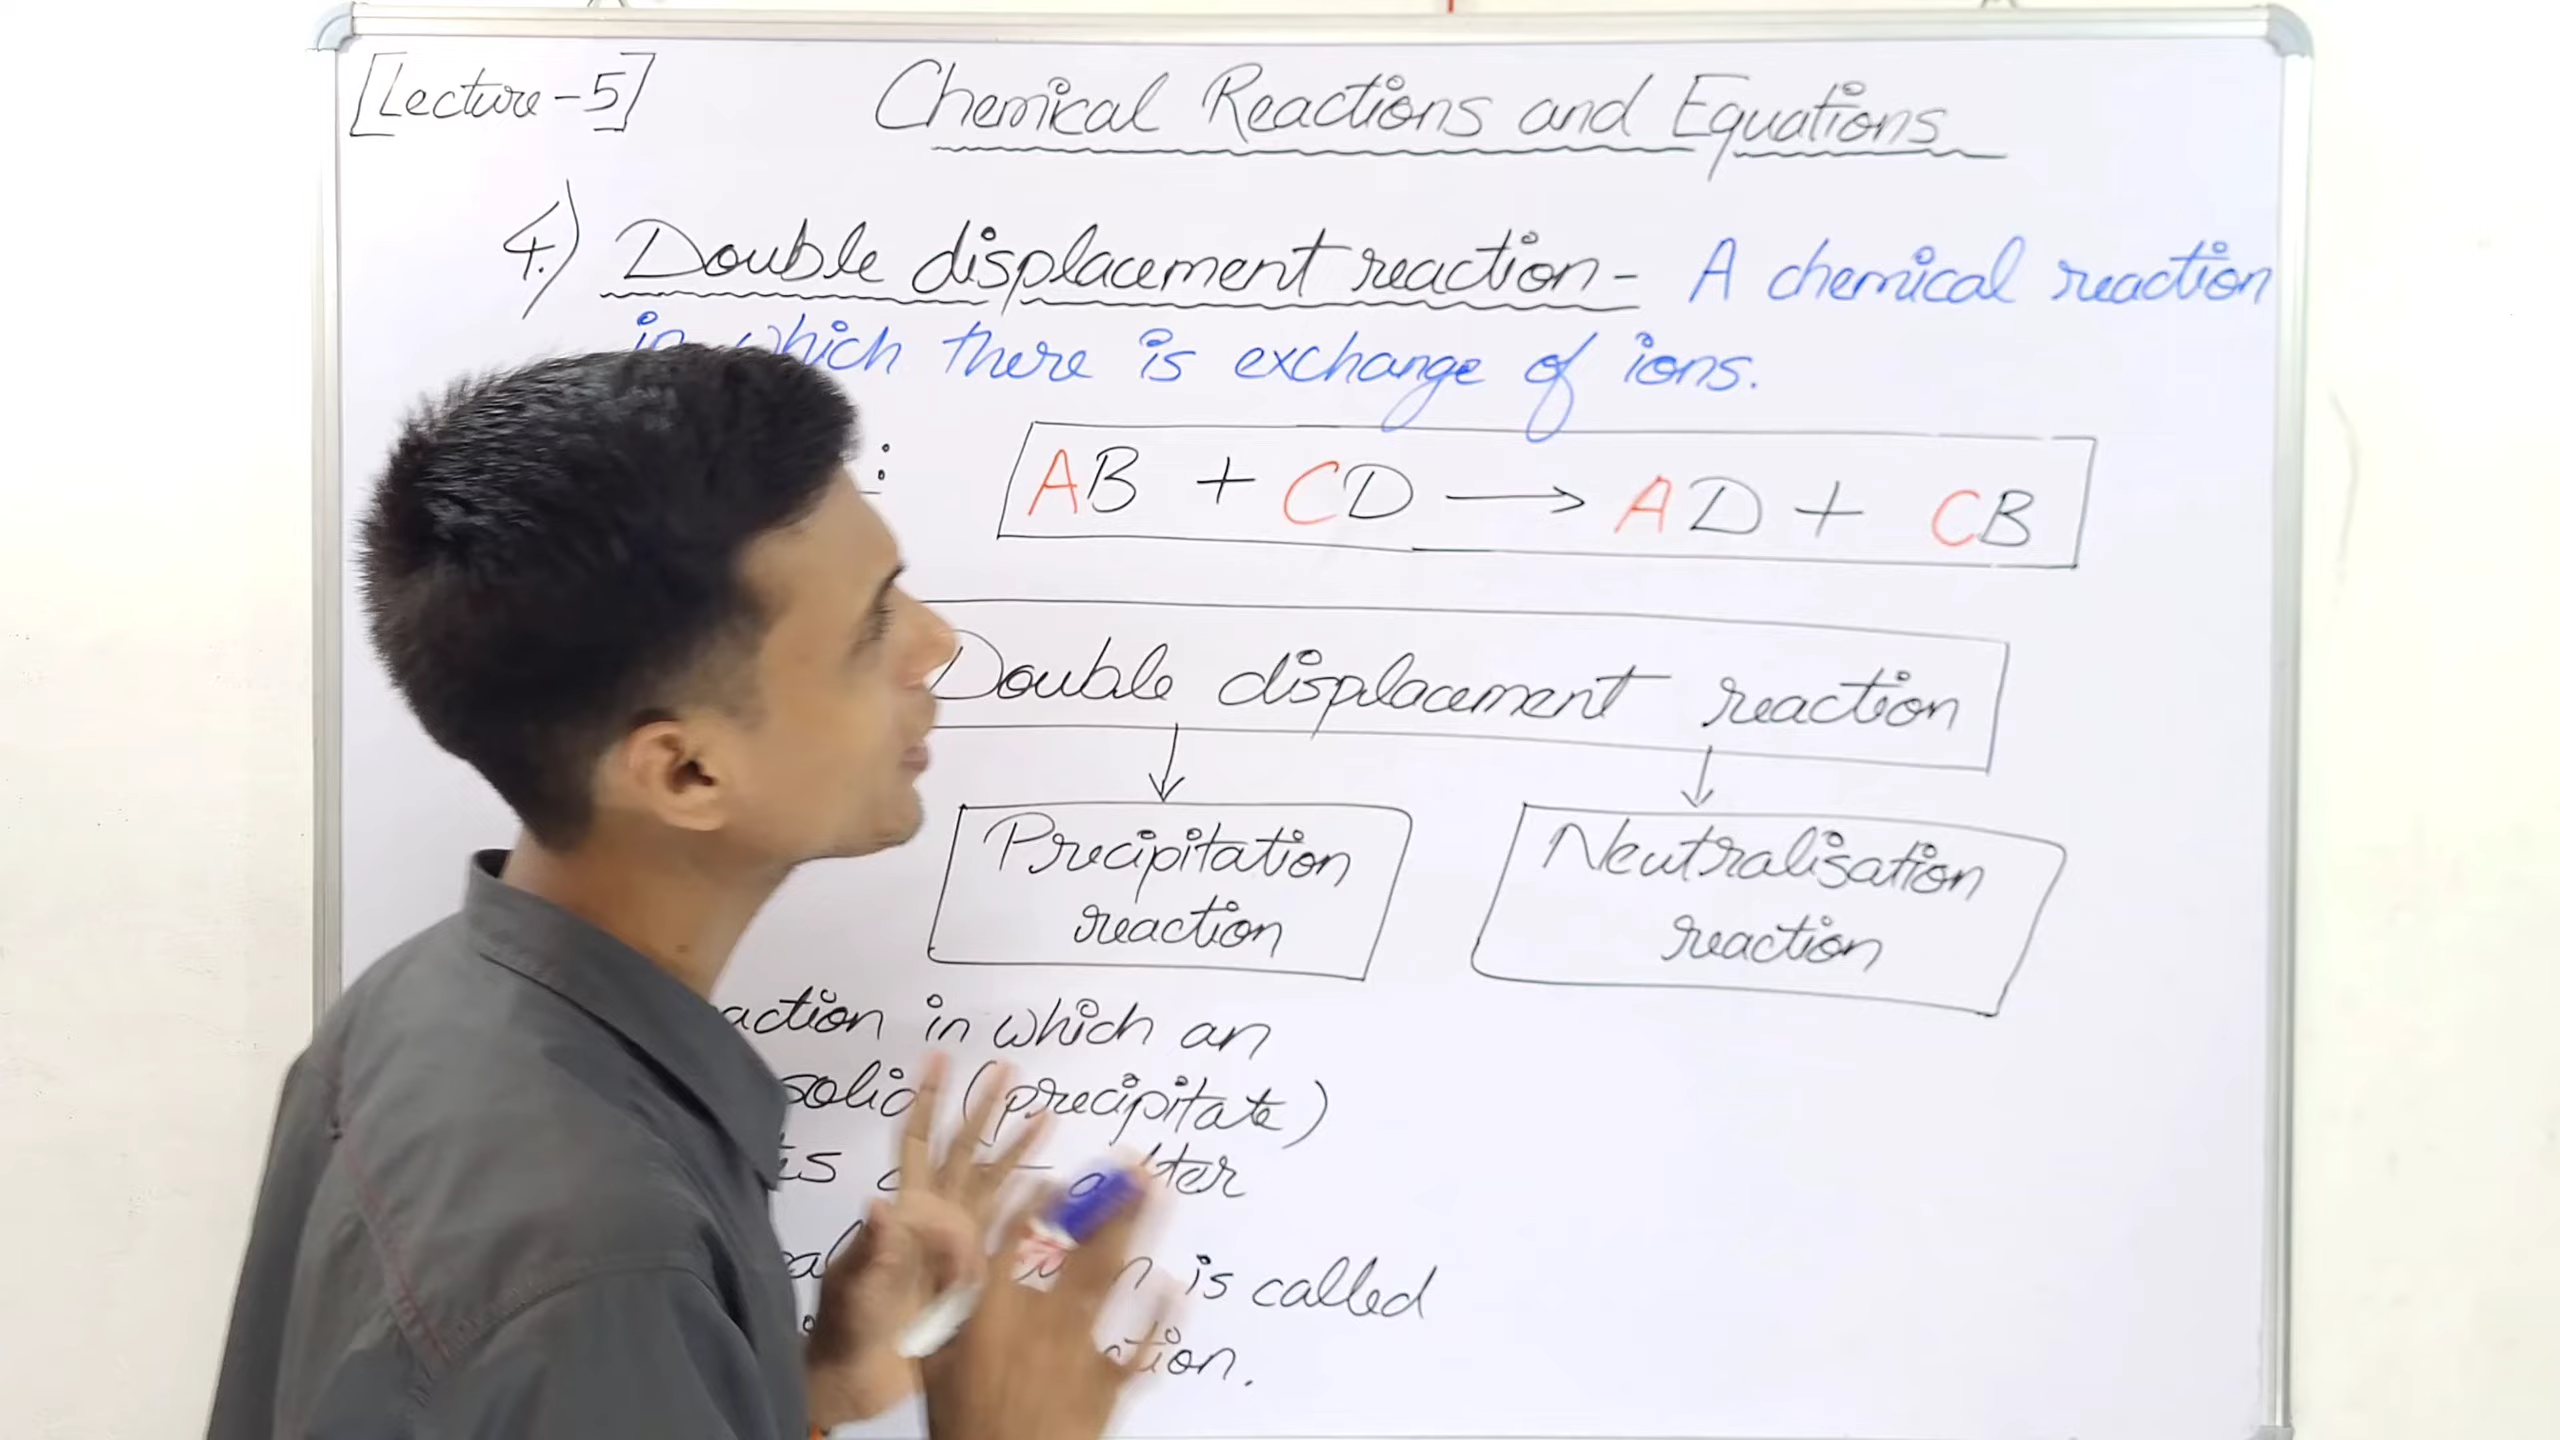 [Lecture-5]
Chemical Reactions and Equations
4.) Double displacement reaction- A chemical reaction
in which there is exchange of ions.
:
AB + CD → AD + CB
Double displacement reaction
Precipitation
reaction
Neutralisation
reaction
action in which an
solid (precipitate)
is called